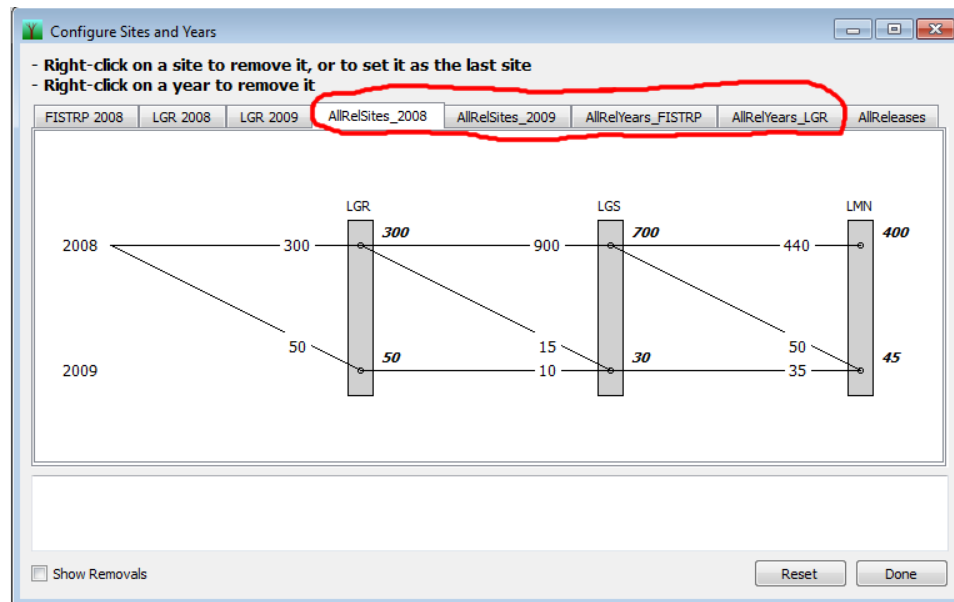 Configure Sites and Years
- Right-click on a site to remove it, or to set it as the last site
- Right-click on a year to remove it
FISTRP 2008 LGR 2008 LGR 2009 AllRelSites_2008 AllRelSites_2009 AllRelYears_FISTRP AllRelYears_LGR AllReleases
LGR LGS LMN
300 700 400
2008 300 900 440
50 15 50
50 30 45
2009 10 35
Show Removals Reset Done